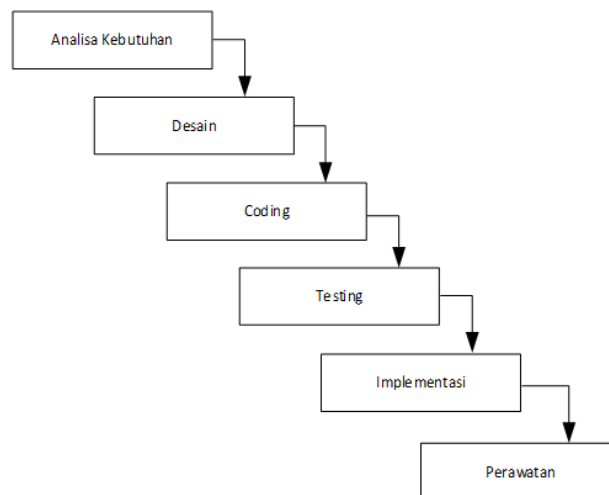 Analisa Kebutuhan
Desain
Coding
Testing
Implementasi
Perawatan